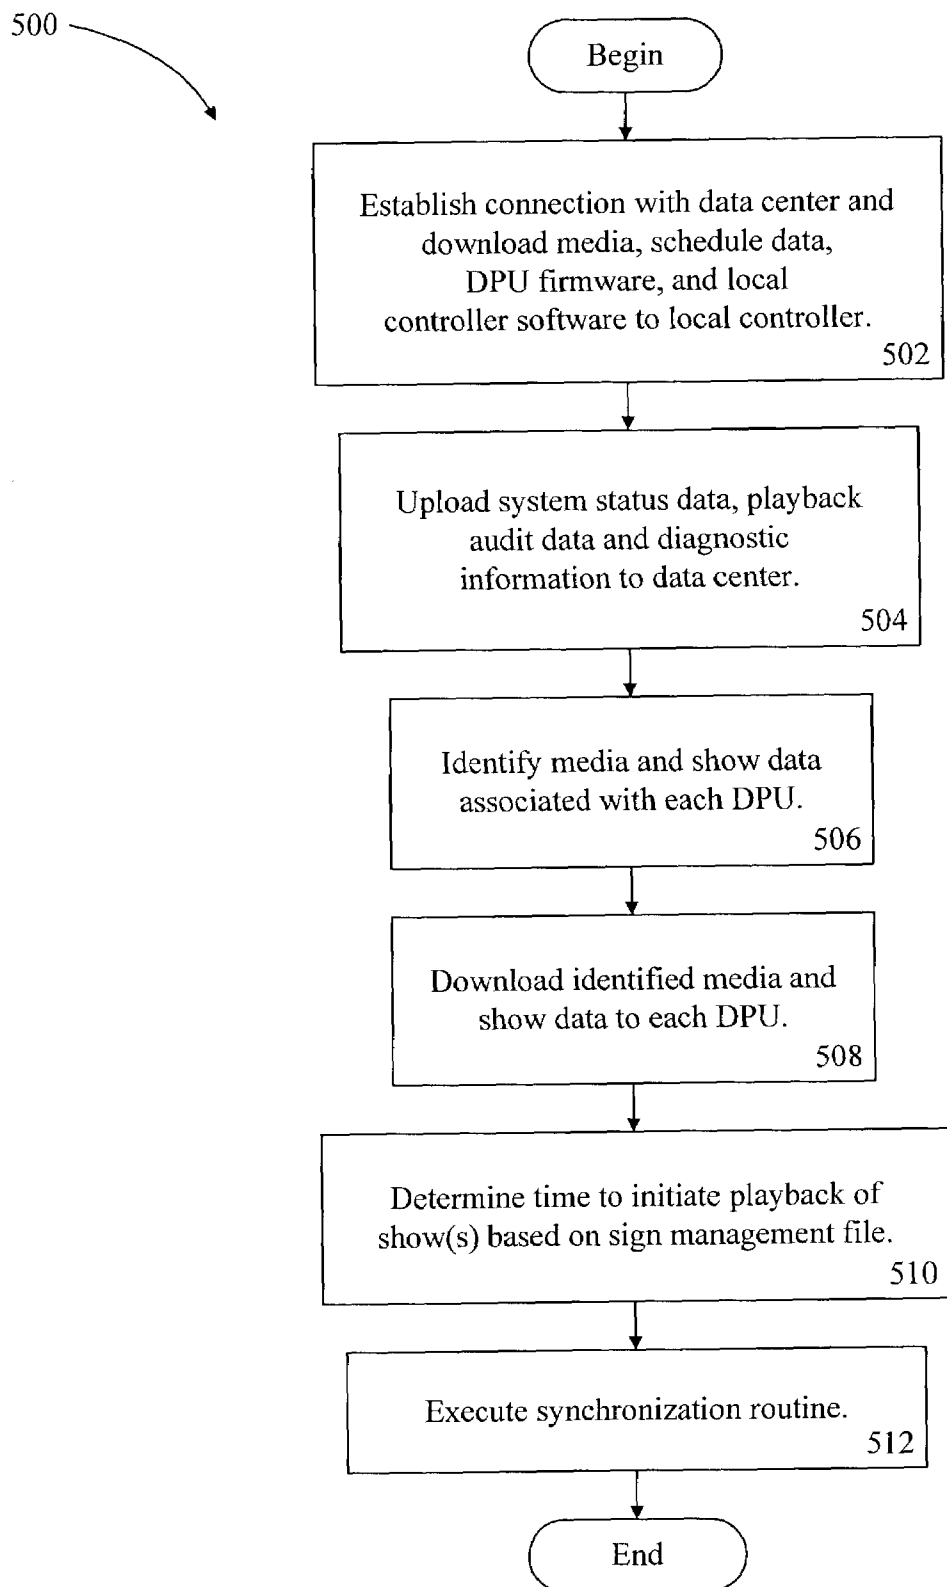 500
Begin
Establish connection with data center and
download media, schedule data,
DPU firmware, and local
controller software to local controller.
502
Upload system status data, playback
audit data and diagnostic
information to data center.
504
Identify media and show data
associated with each DPU.
506
Download identified media and
show data to each DPU.
508
Determine time to initiate playback of
show(s) based on sign management file.
510
Execute synchronization routine.
512
End